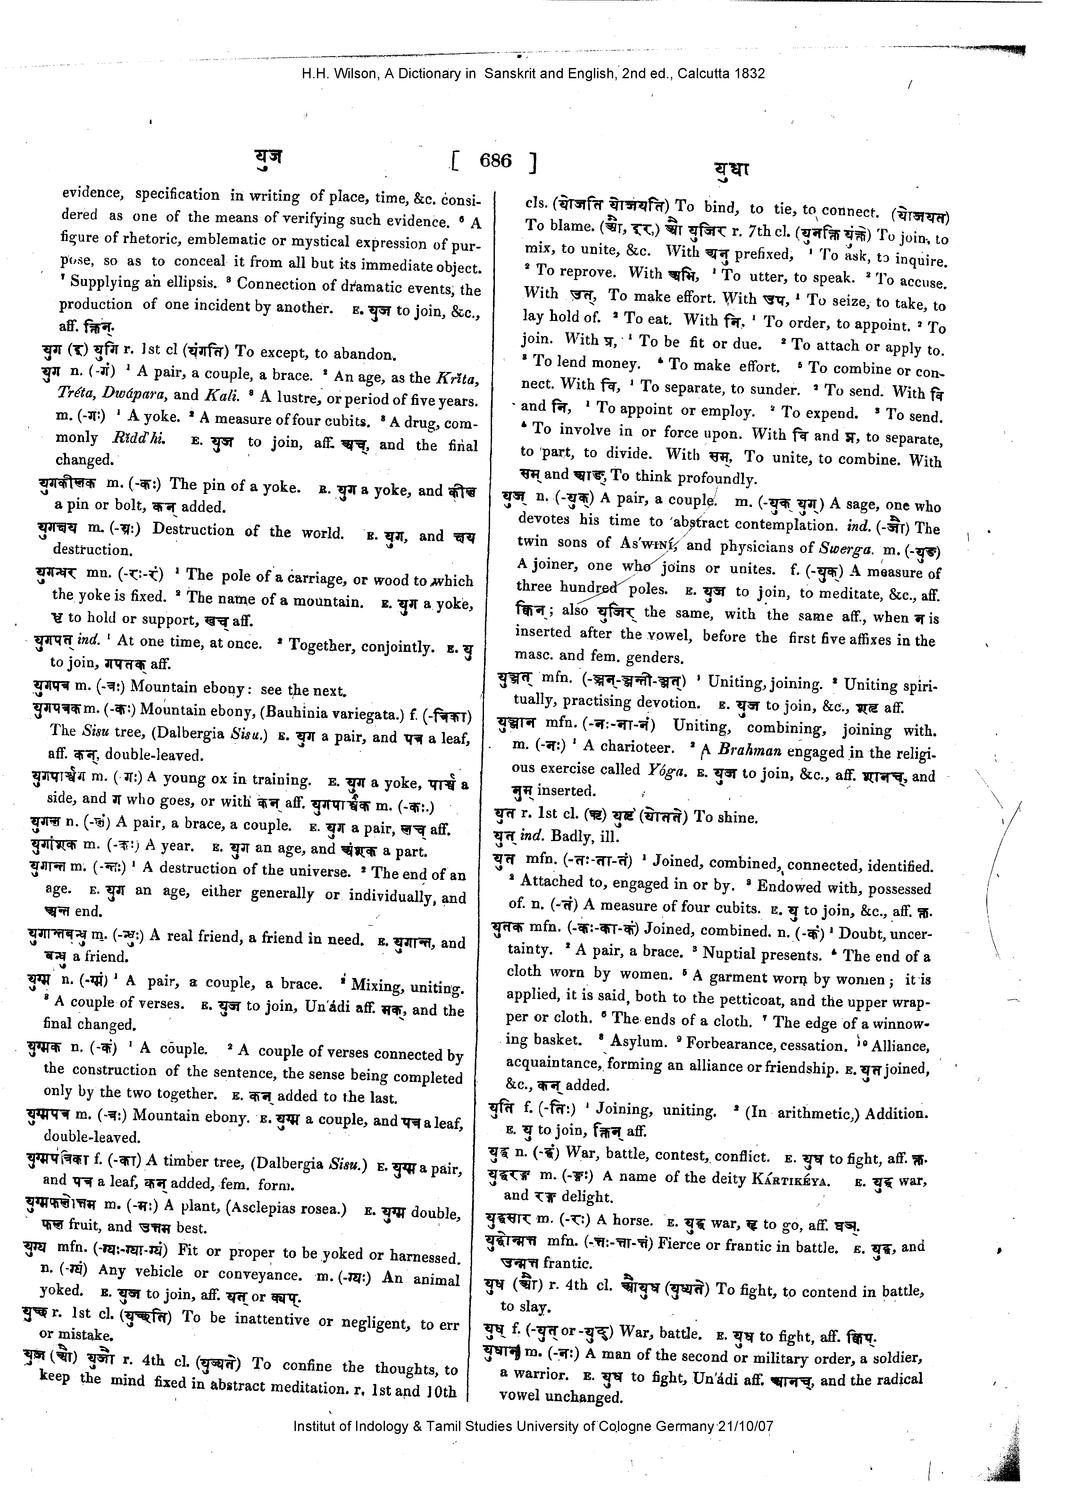 H.H. Wilson, A Dictionary in Sanskrit and English, 2nd ed., Calcutta 1832
युज
[ 686 ]
युधा
evidence, specification in writing of place, time, &c. consi-
dered as one of the means of verifying such evidence. ⁶ A
figure of rhetoric, emblematic or mystical expression of pur-
pose, so as to conceal it from all but its immediate object.
⁷ Supplying an ellipsis. ⁸ Connection of dramatic events, the
production of one incident by another. E. युज to join, &c.,
aff. क्तिन्.
युग (इ) युगि r. 1st cl (युंगति) To except, to abandon.
युग n. (-गं) ¹ A pair, a couple, a brace. ² An age, as the Krĭta,
Tréta, Dwápara, and Kali. ³ A lustre, or period of five years.
m. (-गः) ¹ A yoke. ² A measure of four cubits. ³ A drug, com-
monly Rĭdd'hi. E. युज to join, aff. अच्, and the final
changed.
युगकीलक m. (-कः) The pin of a yoke. E. युग a yoke, and कील
a pin or bolt, कन् added.
युगचय m. (-यः) Destruction of the world. E. युग, and चय
destruction.
युगन्धर mn. (-रः-रं) ¹ The pole of a carriage, or wood to which
the yoke is fixed. ² The name of a mountain. E. युग a yoke,
धृ to hold or support, खच् aff.
युगपत् ind. ¹ At one time, at once. ² Together, conjointly. E. यु
to join, गपतक् aff.
युगपत्र m. (-त्रः) Mountain ebony: see the next.
युगपत्रक m. (-कः) Mountain ebony, (Bauhinia variegata.) f. (-त्रिका)
The Sisu tree, (Dalbergia Sisu.) E. युग a pair, and पत्र a leaf,
aff. कन्, double-leaved.
युगपार्श्वग m. (-गः) A young ox in training. E. युग a yoke, पार्श्व a
side, and ग who goes, or with कन् aff. युगपार्श्वक m. (-कः.)
युगल n. (-लं) A pair, a brace, a couple. E. युग a pair, लच् aff.
युगांशक m. (-कः) A year. E. युग an age, and अंशक a part.
युगान्त m. (-न्तः) ¹ A destruction of the universe. ² The end of an
age. E. युग an age, either generally or individually, and
अन्त end.
युगान्तबन्धु m. (-न्धुः) A real friend, a friend in need. E. युगान्त, and
बन्धु a friend.
युग्म n. (-ग्मं) ¹ A pair, a couple, a brace. ² Mixing, uniting.
³ A couple of verses. E. युज to join, Un'ádi aff. मक्, and the
final changed.
युग्मक n. (-कं) ¹ A couple. ² A couple of verses connected by
the construction of the sentence, the sense being completed
only by the two together. E. कन् added to the last.
युग्मपत्र m. (-त्रः) Mountain ebony. E. युग्म a couple, and पत्र a leaf,
double-leaved.
युग्मपत्रिका f. (-का) A timber tree, (Dalbergia Sisu.) E. युग्म a pair,
and पत्र a leaf, कन् added, fem. form.
युग्मफलोत्तम m. (-मः) A plant, (Asclepias rosea.) E. युग्म double,
फल fruit, and उत्तम best.
युग्य mfn. (-ग्यः-ग्या-ग्यं) Fit or proper to be yoked or harnessed.
n. (-ग्यं) Any vehicle or conveyance. m. (-ग्यः) An animal
yoked. E. युज to join, aff. यत् or क्यप्.
युच्छ r. 1st cl. (युच्छति) To be inattentive or negligent, to err
or mistake.
युज (औ) युजौ r. 4th cl. (युज्यते) To confine the thoughts, to
keep the mind fixed in abstract meditation. r. 1st and 10th
cls. (योजति योजयति) To bind, to tie, to connect. (योजयते)
To blame. (औ, इर्,) औ युजिर r. 7th cl. (युनक्ति युंक्ते) To join, to
mix, to unite, &c. With अनु prefixed, ¹ To ask, to inquire.
² To reprove. With अभि, ¹ To utter, to speak. ² To accuse.
With उत्, To make effort. With उप, ¹ To seize, to take, to
lay hold of. ² To eat. With नि, ¹ To order, to appoint. ² To
join. With प्र, ¹ To be fit or due. ² To attach or apply to.
³ To lend money. ⁴ To make effort. ⁵ To combine or con-
nect. With वि, ¹ To separate, to sunder. ² To send. With वि
and नि, ¹ To appoint or employ. ² To expend. ³ To send.
⁴ To involve in or force upon. With वि and प्र, to separate,
to part, to divide. With सम्, To unite, to combine. With
सम् and आङ्, To think profoundly.
युज् n. (-युक्) A pair, a couple. m. (-युक् युग्) A sage, one who
devotes his time to abstract contemplation. ind. (-जौ) The
twin sons of As'WINÍ, and physicians of Swerga. m. (-युङ्)
A joiner, one who joins or unites. f. (-युक्) A measure of
three hundred poles. E. युज to join, to meditate, &c., aff.
क्विन्; also युजिर् the same, with the same aff., when न is
inserted after the vowel, before the first five affixes in the
masc. and fem. genders.
युञ्जत् mfn. (-ञ्जन्-ञ्जन्ती-ञ्जत्) ¹ Uniting, joining. ² Uniting spiri-
tually, practising devotion. E. युज to join, &c., शतृ aff.
युञ्जान mfn. (-नः-ना-नं) Uniting, combining, joining with.
m. (-नः) ¹ A charioteer. ² A Brahman engaged in the religi-
ous exercise called Yóga. E. युज to join, &c., aff. शानच्, and
नुम् inserted.
युत r. 1st cl. (ऋ) युतृ (योतते) To shine.
युत् ind. Badly, ill.
युत mfn. (-तः-ता-तं) ¹ Joined, combined, connected, identified.
² Attached to, engaged in or by. ³ Endowed with, possessed
of. n. (-तं) A measure of four cubits. E. यु to join, &c., aff. क्त.
युतक mfn. (-कः-का-कं) Joined, combined. n. (-कं) ¹ Doubt, uncer-
tainty. ² A pair, a brace. ³ Nuptial presents. ⁴ The end of a
cloth worn by women. ⁵ A garment worn by women; it is
applied, it is said, both to the petticoat, and the upper wrap-
per or cloth. ⁶ The ends of a cloth. ⁷ The edge of a winnow-
ing basket. ⁸ Asylum. ⁹ Forbearance, cessation. ¹⁰ Alliance,
acquaintance, forming an alliance or friendship. E. युत joined,
&c., कन् added.
युति f. (-तिः) ¹ Joining, uniting. ² (In arithmetic,) Addition.
E. यु to join, क्तिन् aff.
युद्ध n. (-द्धं) War, battle, contest, conflict. E. युध to fight, aff. क्त.
युद्धरङ्ग m. (-ङ्गः) A name of the deity KÁRTIKÉYA. E. युद्ध war,
and रङ्ग delight.
युद्धसार m. (-रः) A horse. E. युद्ध war, सृ to go, aff. घञ्.
युद्धोन्मत्त mfn. (-त्तः-त्ता-त्तं) Fierce or frantic in battle. E. युद्ध, and
उन्मत्त frantic.
युध (औ) r. 4th cl. औयुध (युध्यते) To fight, to contend in battle,
to slay.
युध् f. (-युत् or -युद्) War, battle. E. युध to fight, aff. क्विप्.
युधान m. (-नः) A man of the second or military order, a soldier,
a warrior. E. युध to fight, Un'ádi aff. आनच्, and the radical
vowel unchanged.
Institut of Indology & Tamil Studies University of Cologne Germany 21/10/07